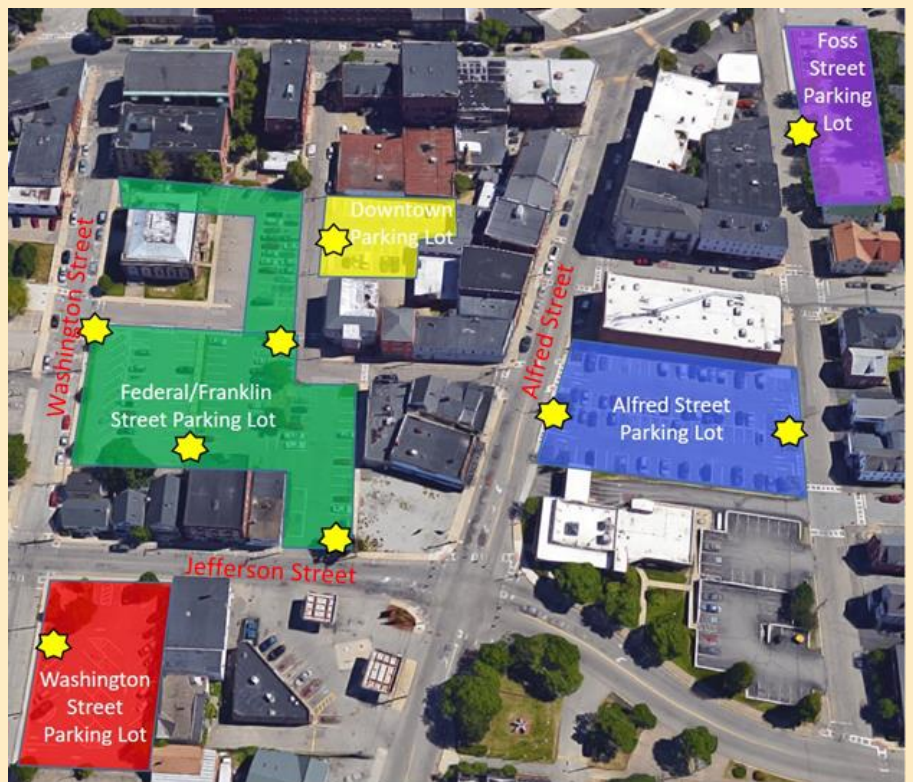 Foss
Street
Parking
Lot
Downtown
Parking Lot
Washington Street
Alfred Street
Federal/Franklin
Street Parking Lot
Alfred Street
Parking Lot
Jefferson Street
Washington
Street
Parking Lot